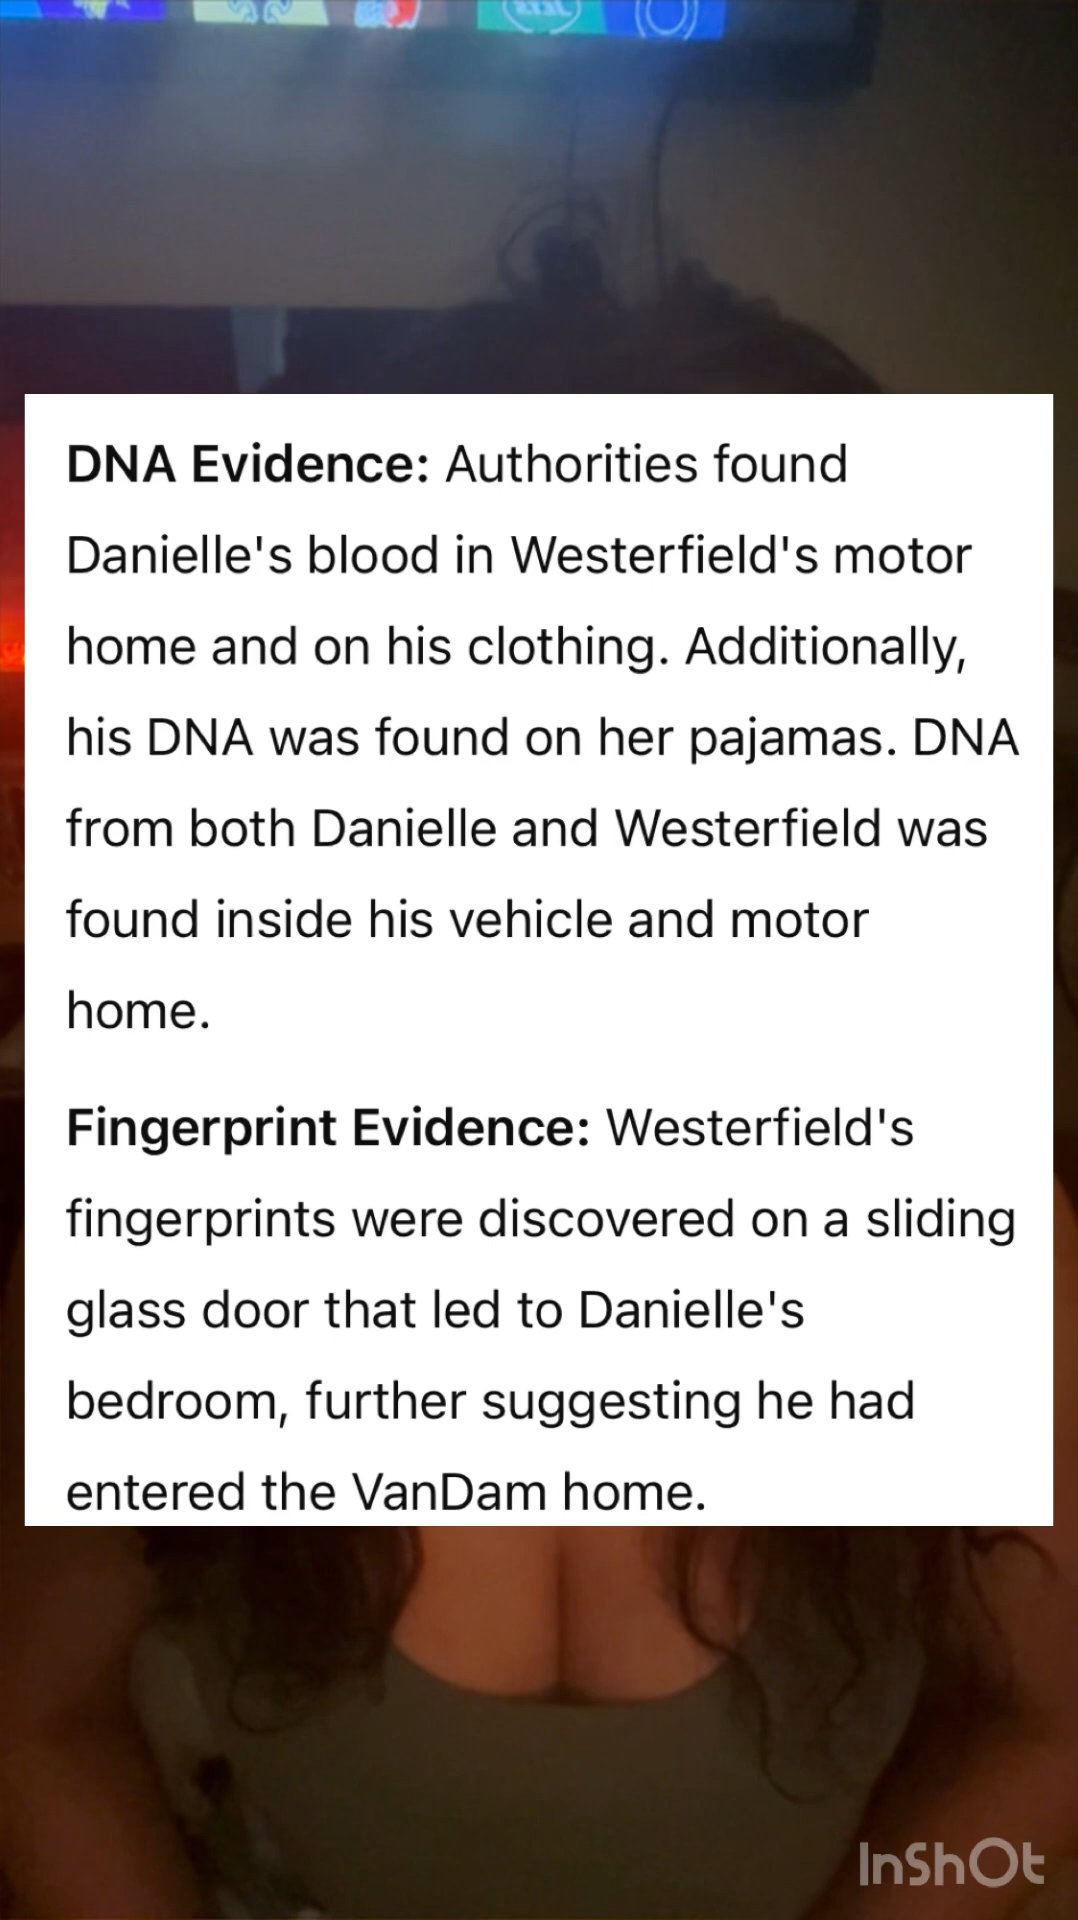 DNA Evidence: Authorities found
Danielle's blood in Westerfield's motor
home and on his clothing. Additionally,
his DNA was found on her pajamas. DNA
from both Danielle and Westerfield was
found inside his vehicle and motor
home.
Fingerprint Evidence: Westerfield's
fingerprints were discovered on a sliding
glass door that led to Danielle's
bedroom, further suggesting he had
entered the VanDam home.
InShOt